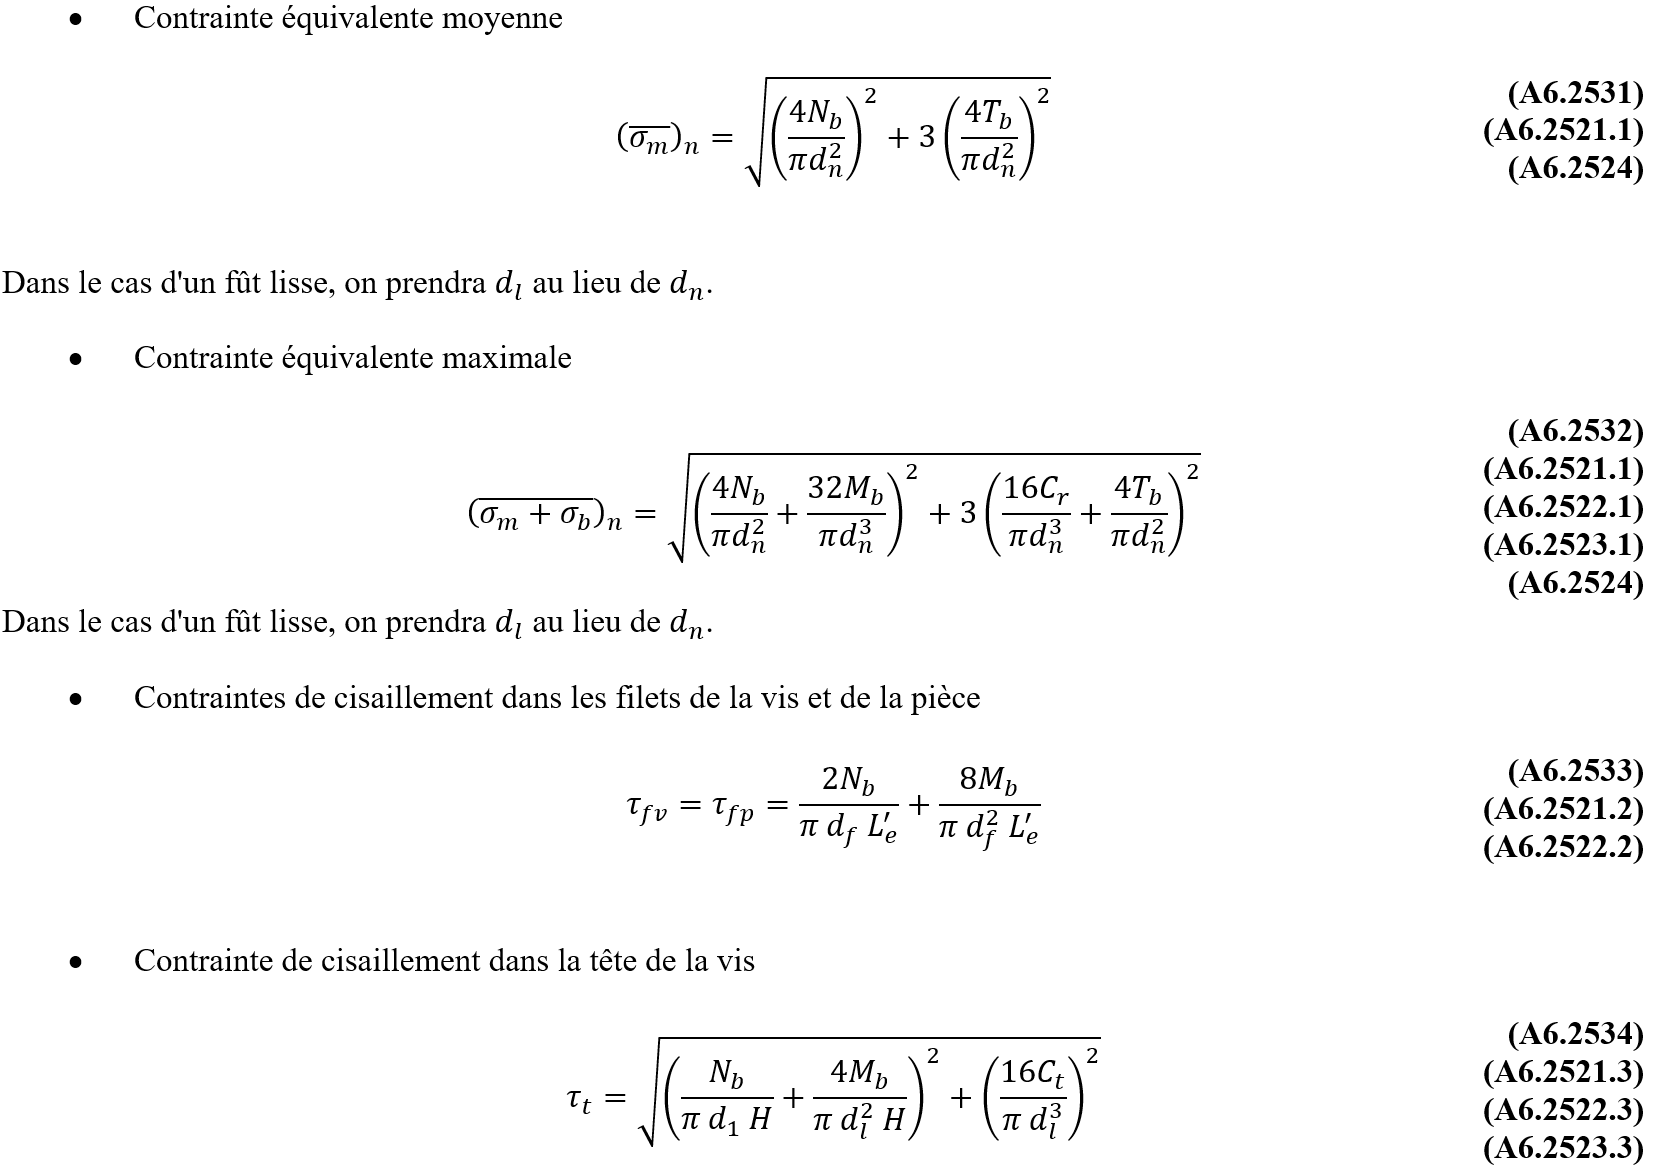 • Contrainte équivalente moyenne
$(\overline{\sigma_m})_n = \sqrt{\left(\frac{4N_b}{\pi d_n^2}\right)^2 + 3\left(\frac{4T_b}{\pi d_n^2}\right)^2}$
(A6.2531)
(A6.2521.1)
(A6.2524)
Dans le cas d'un fût lisse, on prendra $d_l$ au lieu de $d_n$.
• Contrainte équivalente maximale
$(\overline{\sigma_m + \sigma_b})_n = \sqrt{\left(\frac{4N_b}{\pi d_n^2} + \frac{32M_b}{\pi d_n^3}\right)^2 + 3\left(\frac{16C_r}{\pi d_n^3} + \frac{4T_b}{\pi d_n^2}\right)^2}$
(A6.2532)
(A6.2521.1)
(A6.2522.1)
(A6.2523.1)
(A6.2524)
Dans le cas d'un fût lisse, on prendra $d_l$ au lieu de $d_n$.
• Contraintes de cisaillement dans les filets de la vis et de la pièce
$\tau_{fv} = \tau_{fp} = \frac{2N_b}{\pi \, d_f \, L'_e} + \frac{8M_b}{\pi \, d_f^2 \, L'_e}$
(A6.2533)
(A6.2521.2)
(A6.2522.2)
• Contrainte de cisaillement dans la tête de la vis
$\tau_t = \sqrt{\left(\frac{N_b}{\pi \, d_1 \, H} + \frac{4M_b}{\pi \, d_l^2 \, H}\right)^2 + \left(\frac{16C_t}{\pi \, d_l^3}\right)^2}$
(A6.2534)
(A6.2521.3)
(A6.2522.3)
(A6.2523.3)